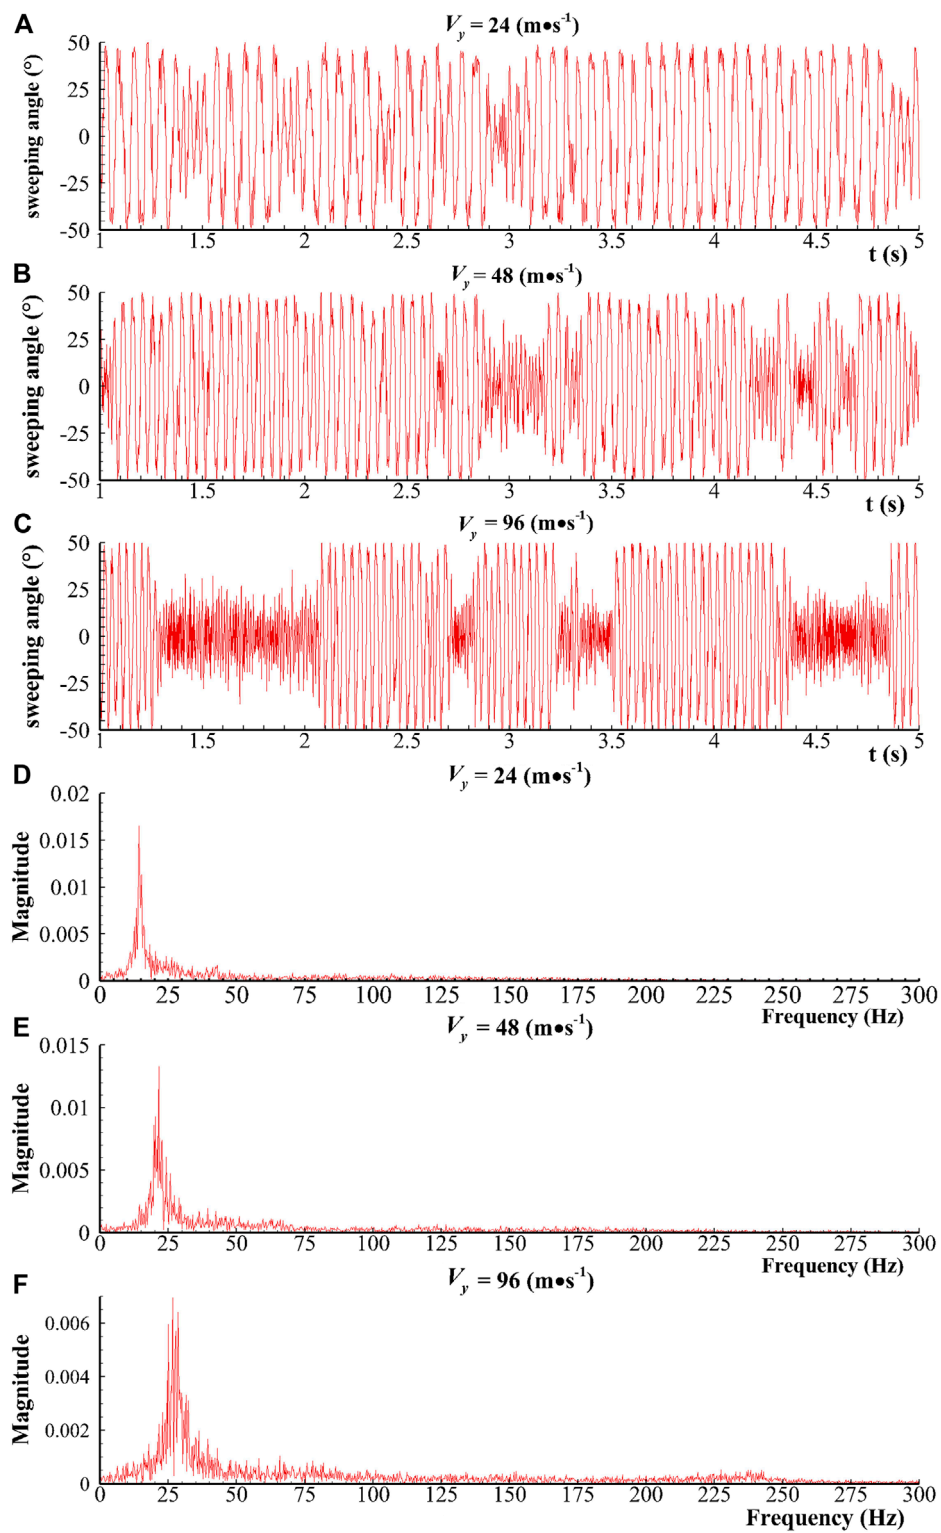 A
V_y = 24 (m•s⁻¹)
sweeping angle (°)
50
25
0
-25
-50
1 1.5 2 2.5 3 3.5 4 4.5 5
t (s)
B
V_y = 48 (m•s⁻¹)
sweeping angle (°)
50
25
0
-25
-50
1 1.5 2 2.5 3 3.5 4 4.5 5
t (s)
C
V_y = 96 (m•s⁻¹)
sweeping angle (°)
50
25
0
-25
-50
1 1.5 2 2.5 3 3.5 4 4.5 5
t (s)
D
V_y = 24 (m•s⁻¹)
Magnitude
0.02
0.015
0.01
0.005
0
0 25 50 75 100 125 150 175 200 225 250 275 300
Frequency (Hz)
E
V_y = 48 (m•s⁻¹)
Magnitude
0.015
0.01
0.005
0
0 25 50 75 100 125 150 175 200 225 250 275 300
Frequency (Hz)
F
V_y = 96 (m•s⁻¹)
Magnitude
0.006
0.004
0.002
0
0 25 50 75 100 125 150 175 200 225 250 275 300
Frequency (Hz)